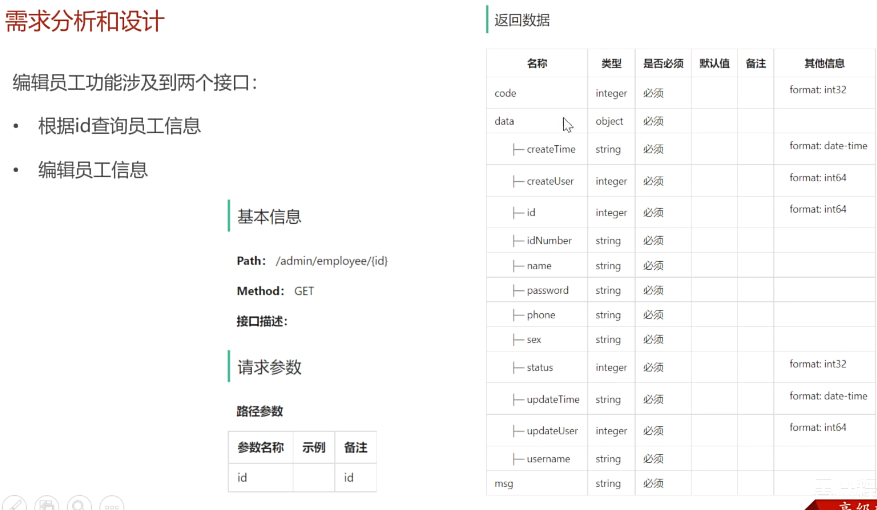 需求分析和设计
编辑员工功能涉及到两个接口：
• 根据id查询员工信息
• 编辑员工信息
基本信息
Path： /admin/employee/{id}
Method： GET
接口描述：
请求参数
路径参数
参数名称 示例 备注
id id
返回数据
名称 类型 是否必须 默认值 备注 其他信息
code integer 必须 format: int32
data object 必须
├─ createTime string 必须 format: date-time
├─ createUser integer 必须 format: int64
├─ id integer 必须 format: int64
├─ idNumber string 必须
├─ name string 必须
├─ password string 必须
├─ phone string 必须
├─ sex string 必须
├─ status integer 必须 format: int32
├─ updateTime string 必须 format: date-time
├─ updateUser integer 必须 format: int64
├─ username string 必须
msg string 必须
高级